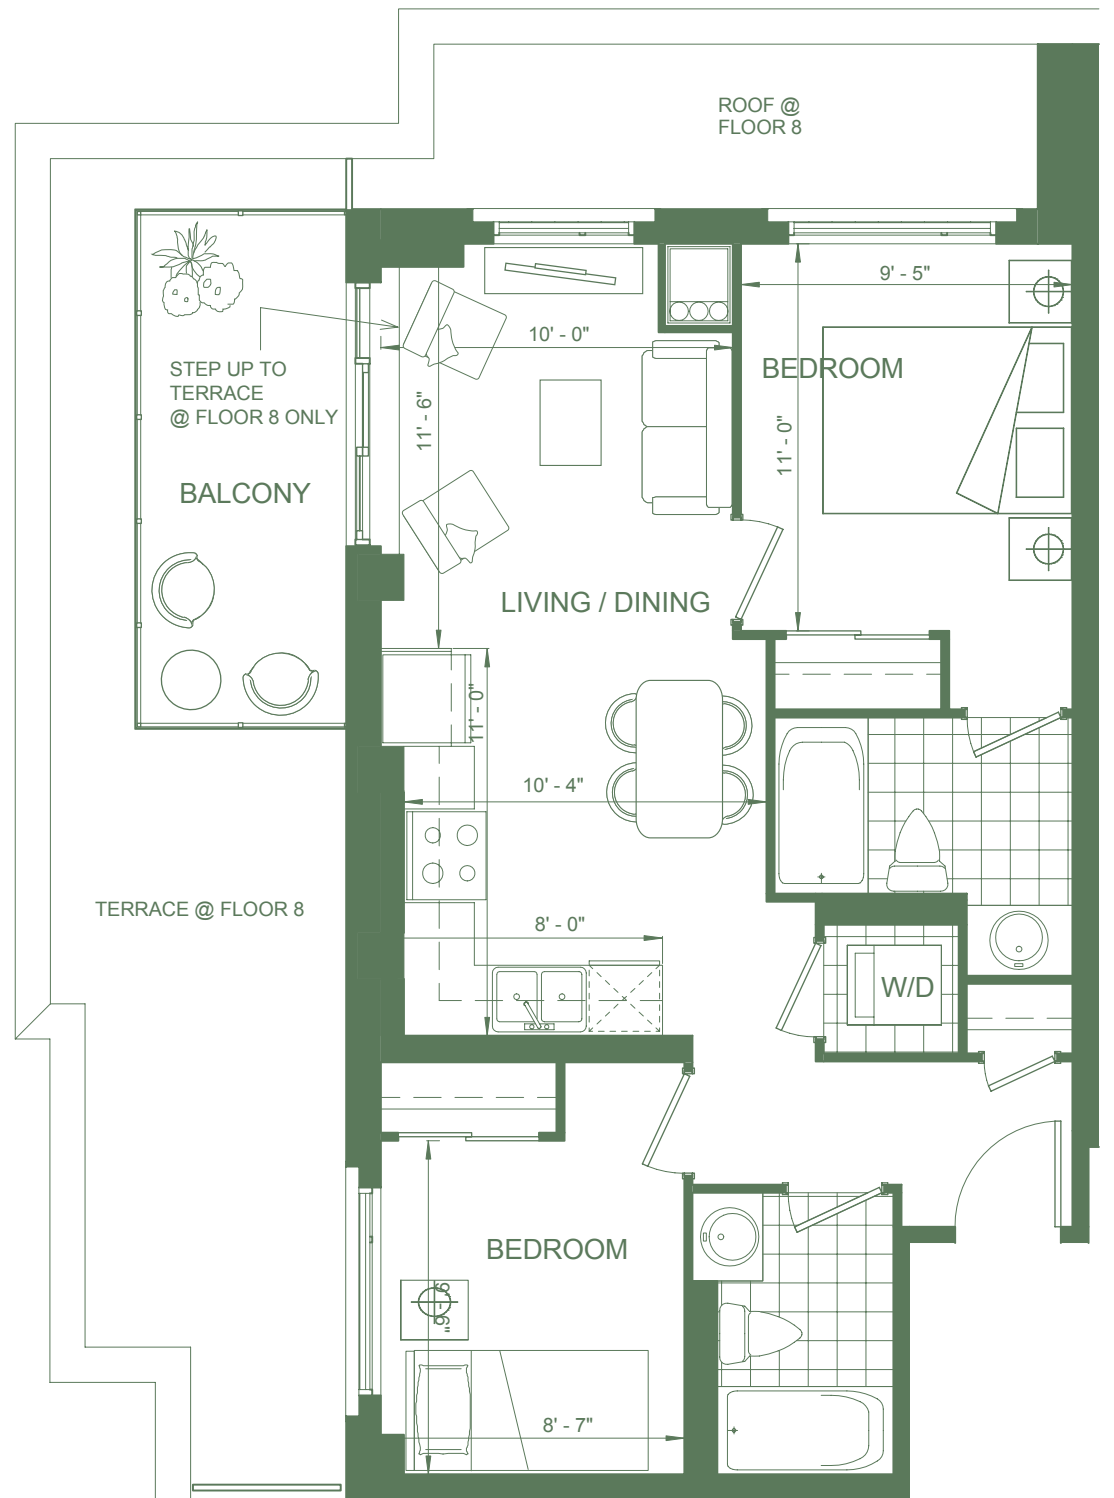 ROOF @
FLOOR 8
9' - 5"
10' - 0"
STEP UP TO
TERRACE
@ FLOOR 8 ONLY
BEDROOM
11' - 6"
11' - 0"
BALCONY
LIVING / DINING
11' - 0"
10' - 4"
TERRACE @ FLOOR 8
8' - 0"
W/D
BEDROOM
9' - 6"
8' - 7"